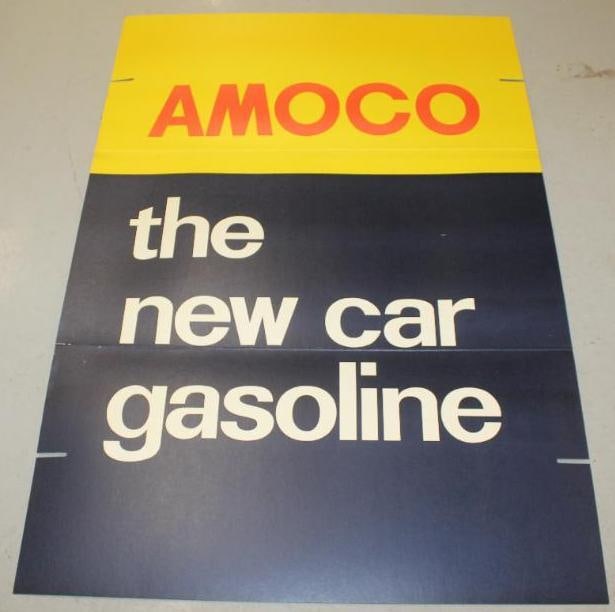 AMOCO
the
new car
gasoline